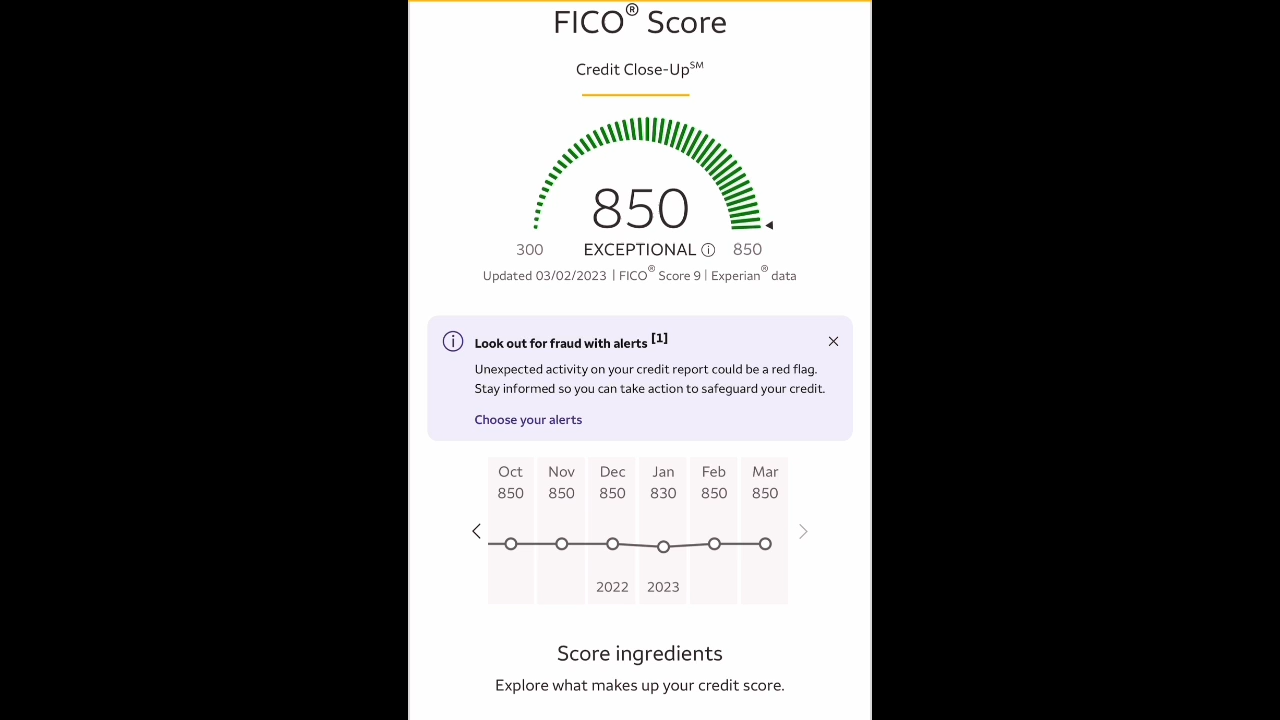 FICO® Score
Credit Close-Up℠
850
300 EXCEPTIONAL 850
Updated 03/02/2023 | FICO® Score 9 | Experian® data
Look out for fraud with alerts [1]
Unexpected activity on your credit report could be a red flag.
Stay informed so you can take action to safeguard your credit.
Choose your alerts
Oct Nov Dec Jan Feb Mar
850 850 850 830 850 850
2022 2023
Score ingredients
Explore what makes up your credit score.